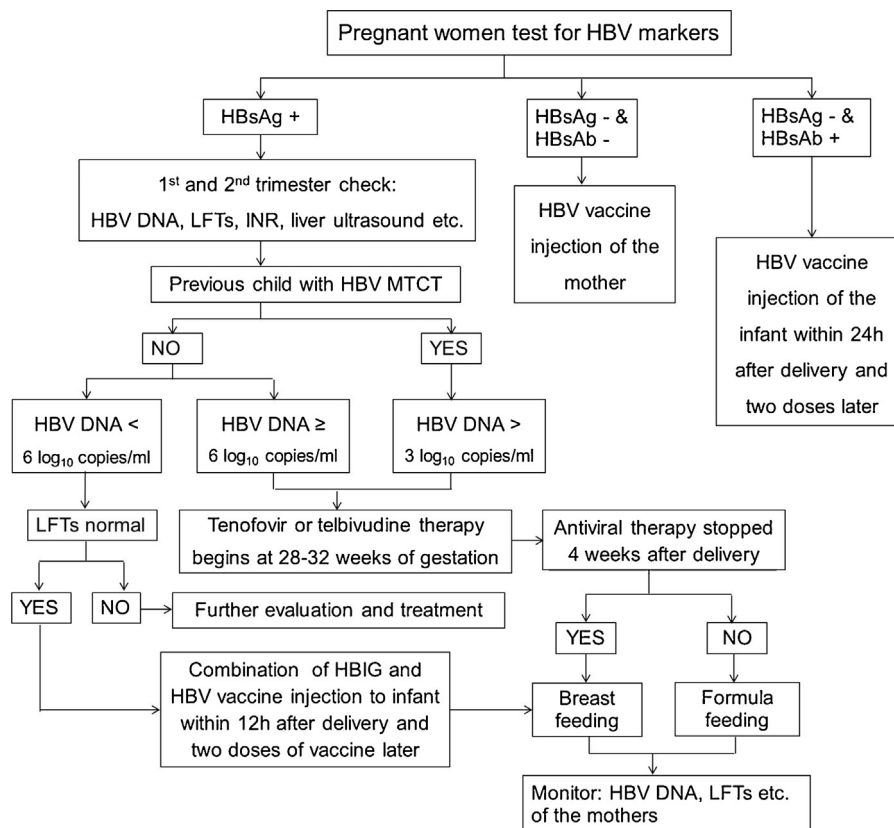 Pregnant women test for HBV markers
HBsAg +
HBsAg - &
HBsAb -
HBsAg - &
HBsAb +
1st and 2nd trimester check:
HBV DNA, LFTs, INR, liver ultrasound etc.
HBV vaccine
injection of the
mother
HBV vaccine
injection of the
infant within 24h
after delivery and
two doses later
Previous child with HBV MTCT
NO
YES
HBV DNA <
6 log10 copies/ml
HBV DNA ≥
6 log10 copies/ml
HBV DNA >
3 log10 copies/ml
LFTs normal
Tenofovir or telbivudine therapy
begins at 28-32 weeks of gestation
Antiviral therapy stopped
4 weeks after delivery
YES
NO
Further evaluation and treatment
YES
NO
Combination of HBIG and
HBV vaccine injection to infant
within 12h after delivery and
two doses of vaccine later
Breast
feeding
Formula
feeding
Monitor: HBV DNA, LFTs etc.
of the mothers